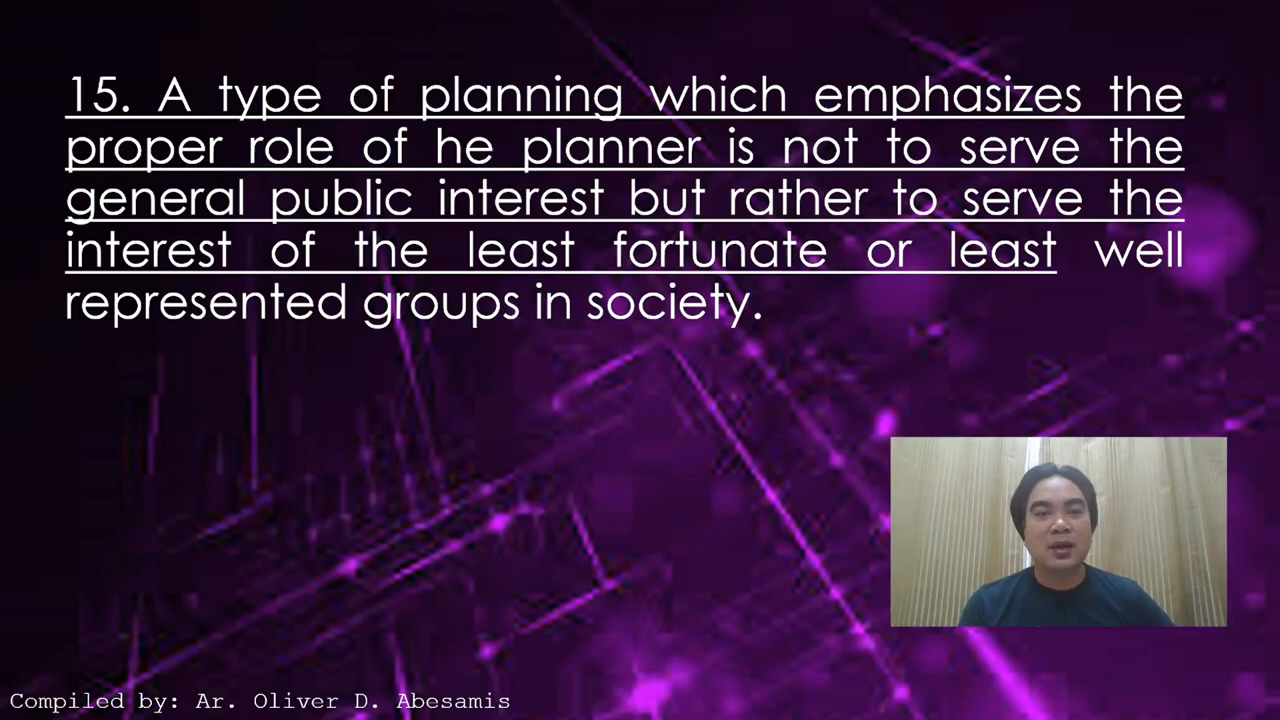 15. A type of planning which emphasizes the
proper role of he planner is not to serve the
general public interest but rather to serve the
interest of the least fortunate or least well
represented groups in society.
Compiled by: Ar. Oliver D. Abesamis